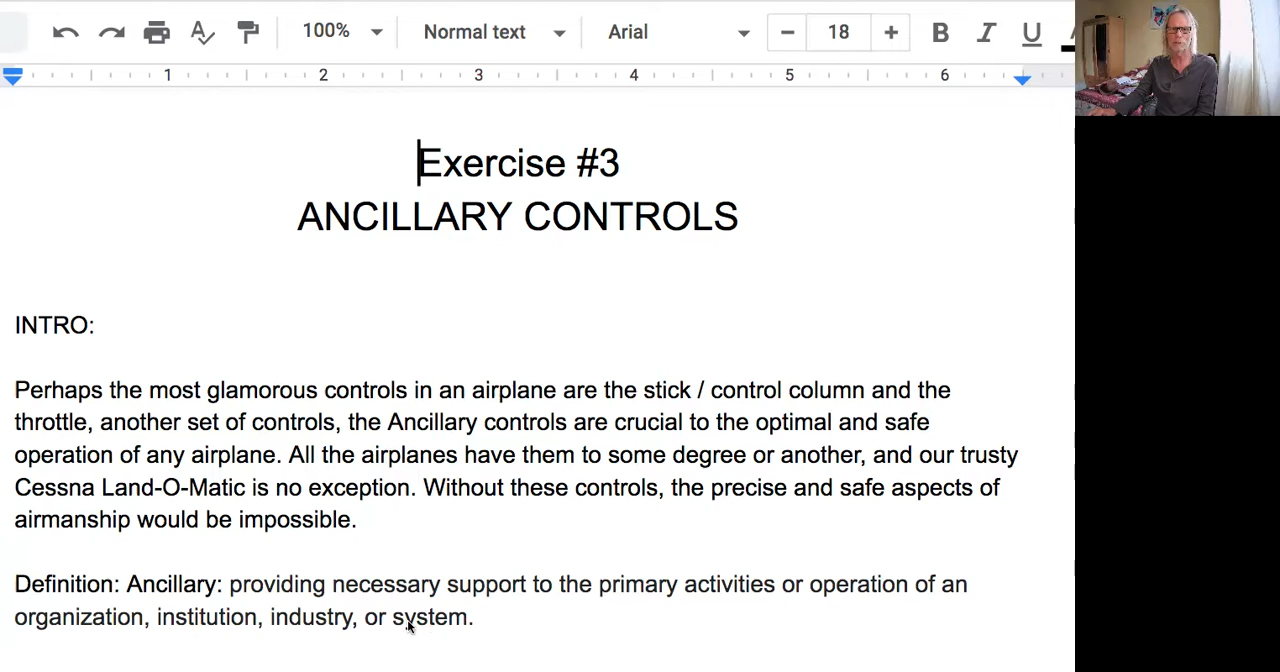 100% Normal text Arial 18 B I U
1 2 3 4 5 6
Exercise #3
ANCILLARY CONTROLS
INTRO:
Perhaps the most glamorous controls in an airplane are the stick / control column and the
throttle, another set of controls, the Ancillary controls are crucial to the optimal and safe
operation of any airplane. All the airplanes have them to some degree or another, and our trusty
Cessna Land-O-Matic is no exception. Without these controls, the precise and safe aspects of
airmanship would be impossible.
Definition: Ancillary: providing necessary support to the primary activities or operation of an
organization, institution, industry, or system.